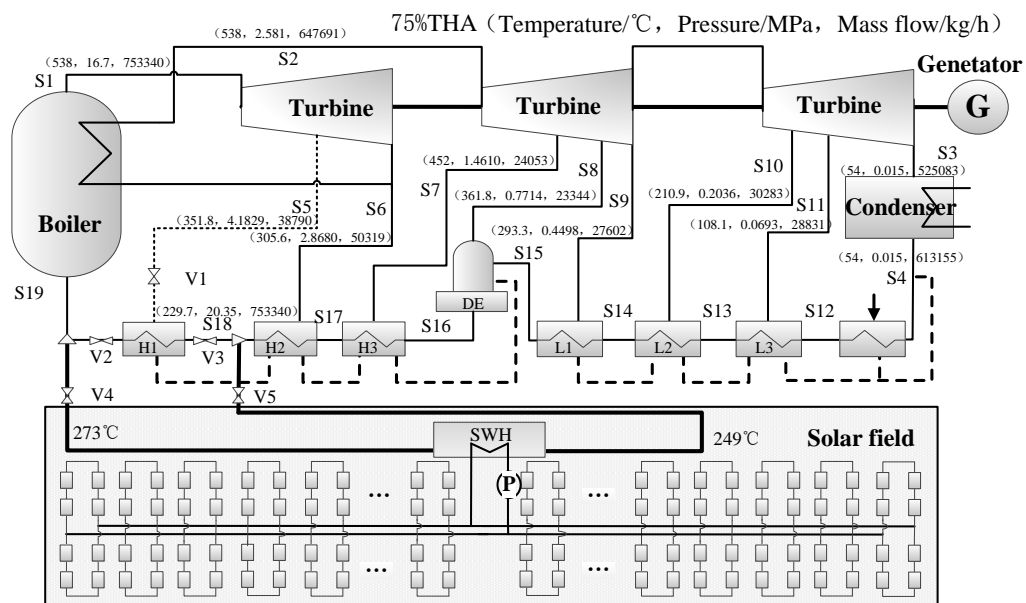 75%THA（Temperature/℃，Pressure/MPa，Mass flow/kg/h）
（538，2.581，647691）
（538，16.7，753340）
S2
S1
Genetator
Turbine
Turbine
Turbine
G
S8
S10
S3
S7
（452，1.4610，24053）
（54，0.015，525083）
（361.8，0.7714，23344）
（210.9，0.2036，30283）
S5
S6
S9
S11
Boiler
Condenser
（351.8，4.1829，38790）
（108.1，0.0693，28831）
（293.3，0.4498，27602）
（305.6，2.8680，50319）
S15
（54，0.015，613155）
V1
S4
S19
DE
（229.7，20.35，753340）
S18
S17
S16
S14
S13
S12
H1
H2
H3
L1
L2
L3
V2
V3
V4
V5
273℃
SWH
249℃
Solar field
P
...
...
...
...